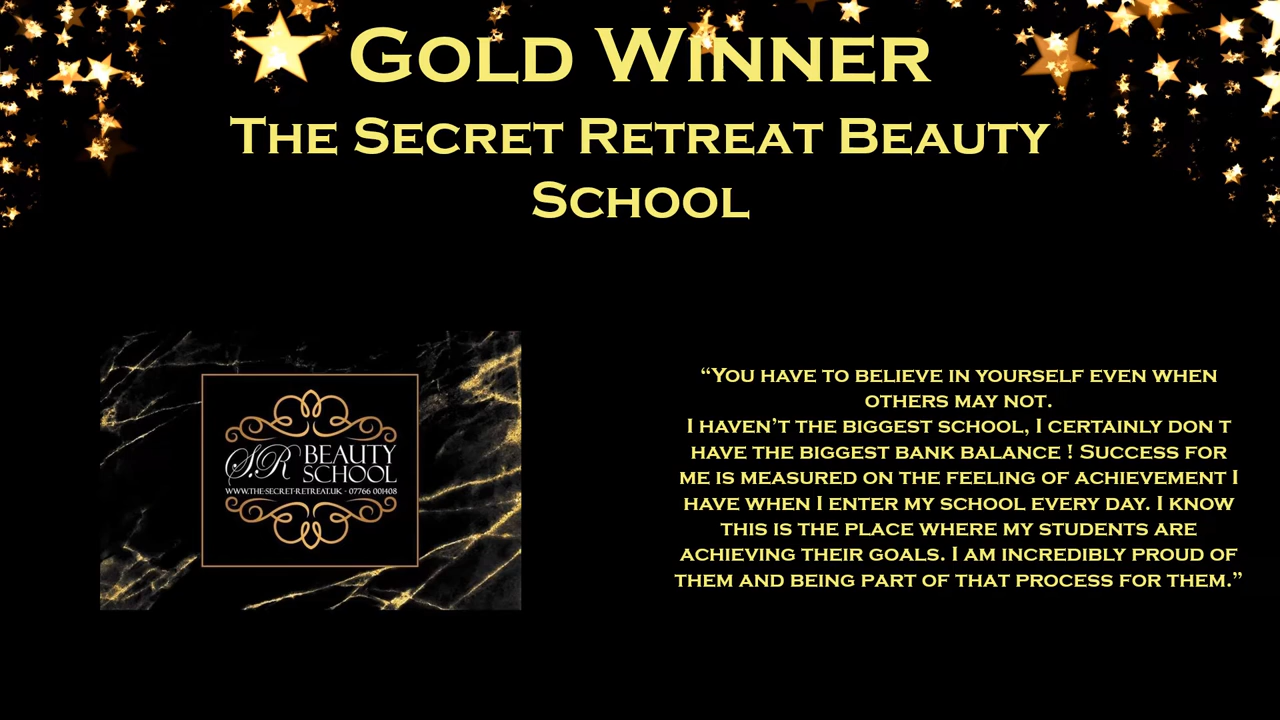 Gold Winner
The Secret Retreat Beauty
School
S.R BEAUTY
SCHOOL
WWW.THE-SECRET-RETREAT.UK - 07766 001408
“You have to believe in yourself even when
others may not.
I haven’t the biggest school, I certainly don t
have the biggest bank balance ! Success for
me is measured on the feeling of achievement I
have when I enter my school every day. I know
this is the place where my students are
achieving their goals. I am incredibly proud of
them and being part of that process for them.”